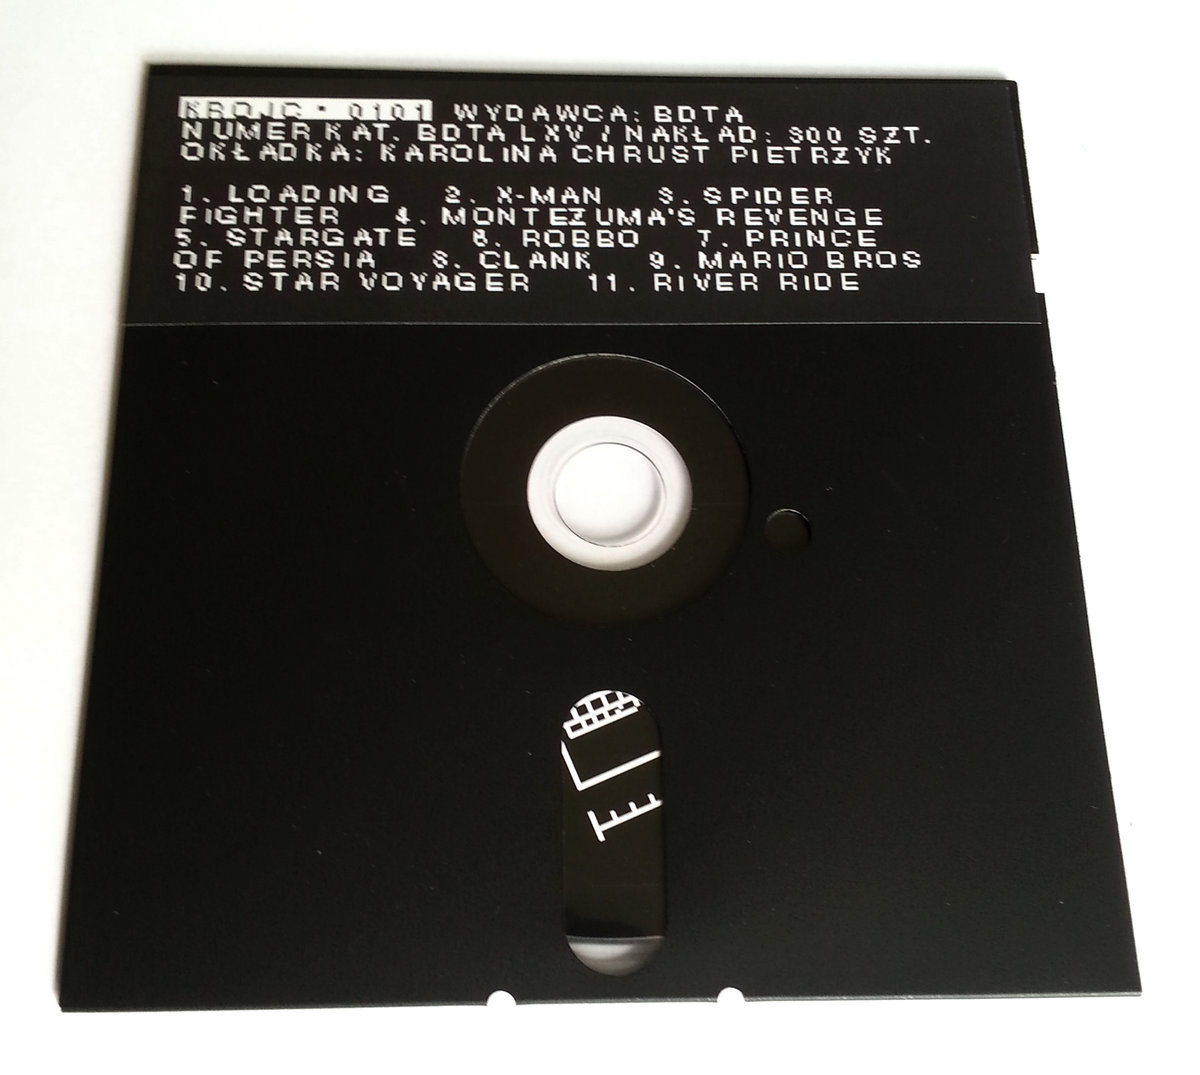 KROJC • 0101 WYDAWCA: BDTA
NUMER KAT. BDTA LXV / NAKŁAD: 300 SZT.
OKŁADKA: KAROLINA CHRUST PIETRZYK
1. LOADING 2. X-MAN 3. SPIDER
FIGHTER 4. MONTEZUMA'S REVENGE
5. STARGATE 6. ROBBO 7. PRINCE
OF PERSIA 8. CLANK 9. MARIO BROS
10. STAR VOYAGER 11. RIVER RIDE